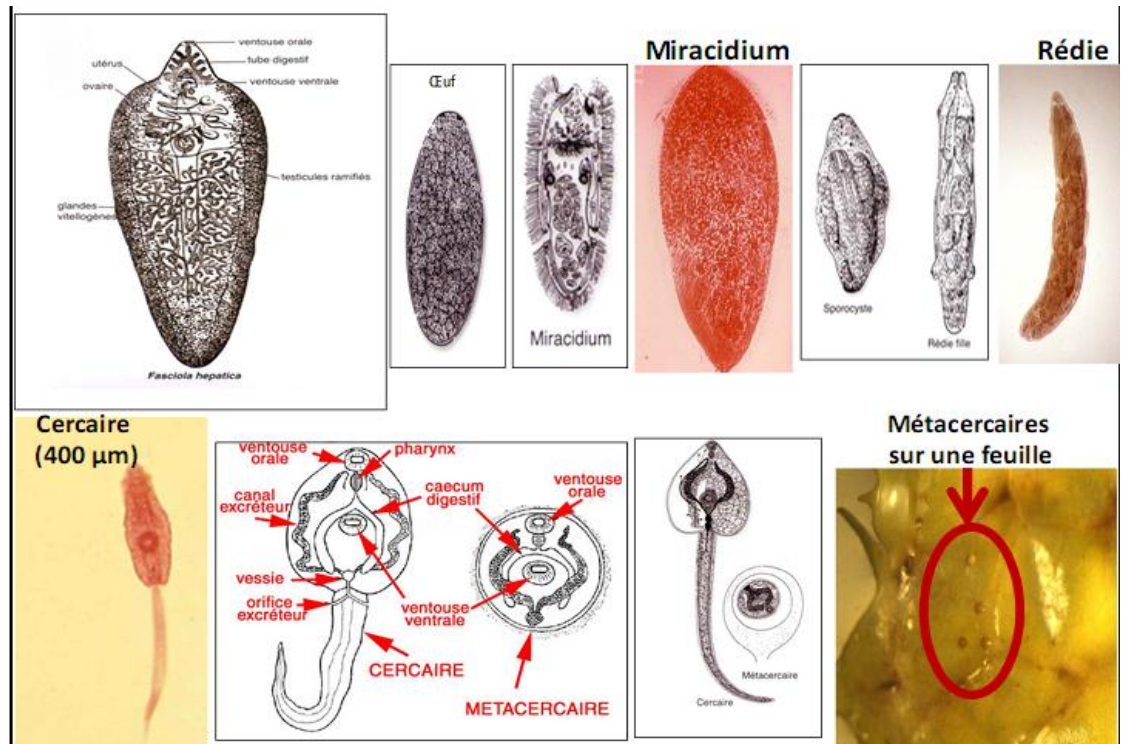 ventouse orale
tube digestif
utérus
ventouse ventrale
ovaire
testicules ramifiés
glandes
vitellogènes
Fasciola hepatica
Œuf
Miracidium
Miracidium
Sporocyste
Rédie fille
Rédie
Cercaire
(400 µm)
ventouse
orale
pharynx
canal
excréteur
caecum
digestif
ventouse
orale
vessie
orifice
excréteur
ventouse
ventrale
CERCAIRE
METACERCAIRE
Métacercaire
Cercaire
Métacercaires
sur une feuille